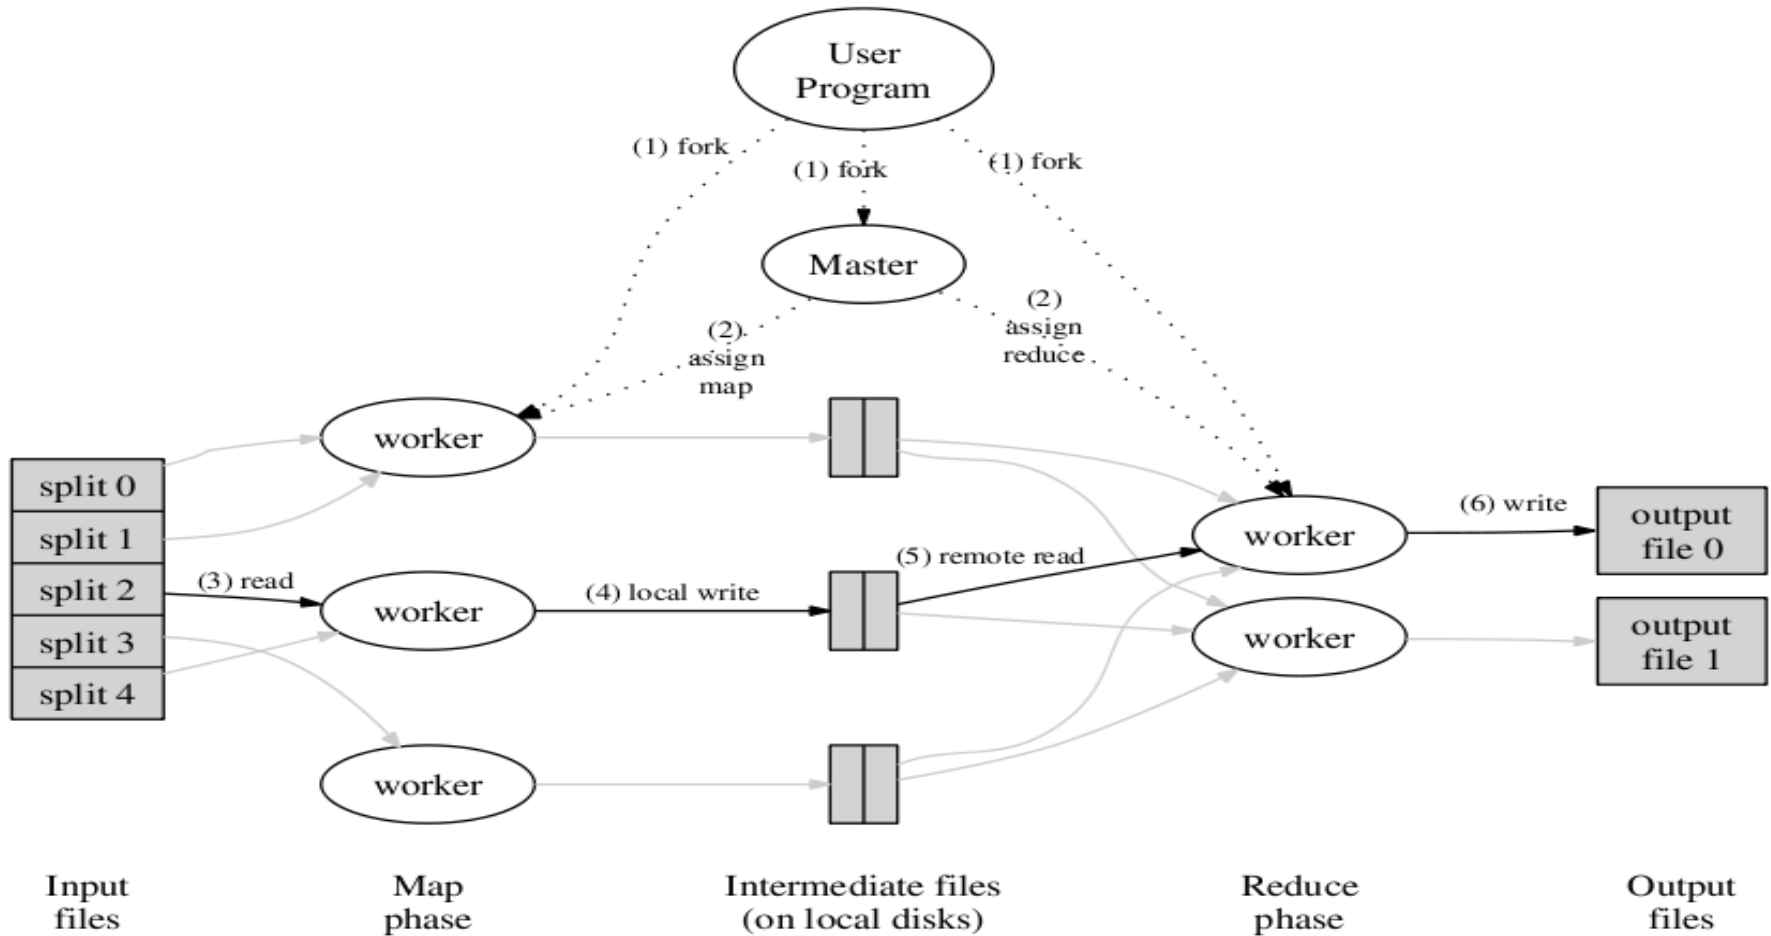 User
Program
(1) fork
(1) fork
(1) fork
Master
(2)
assign
map
(2)
assign
reduce
split 0
split 1
split 2
split 3
split 4
(3) read
worker
worker
worker
(4) local write
(5) remote read
worker
worker
(6) write
output
file 0
output
file 1
Input
files
Map
phase
Intermediate files
(on local disks)
Reduce
phase
Output
files